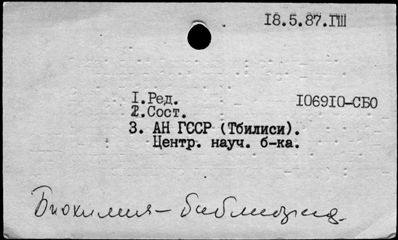 18.5.87.ГШ
1.Ред. 106910-СБО
2.Сост.
3. АН ГССР (Тбилиси).
Центр. науч. б-ка.
Биохимия - библиогр.